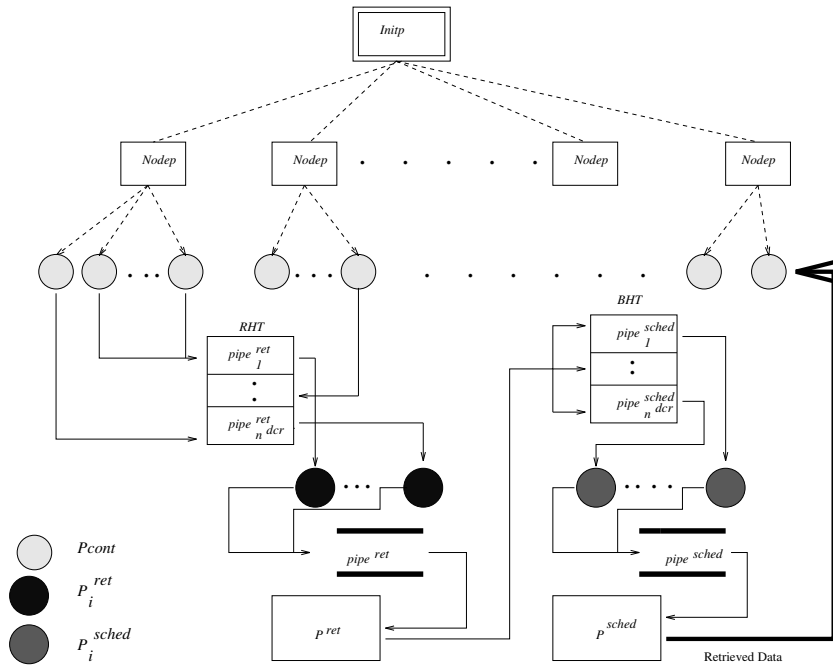 Initp
Nodep Nodep . . . . . Nodep Nodep
... ... . . . . . .
RHT
BHT
pipe ret 1
:
pipe ret n dcr
pipe sched 1
:
pipe sched n dcr
... ....
pipe ret
pipe sched
Pcont
P i ret
P i sched
P ret
P sched
Retrieved Data